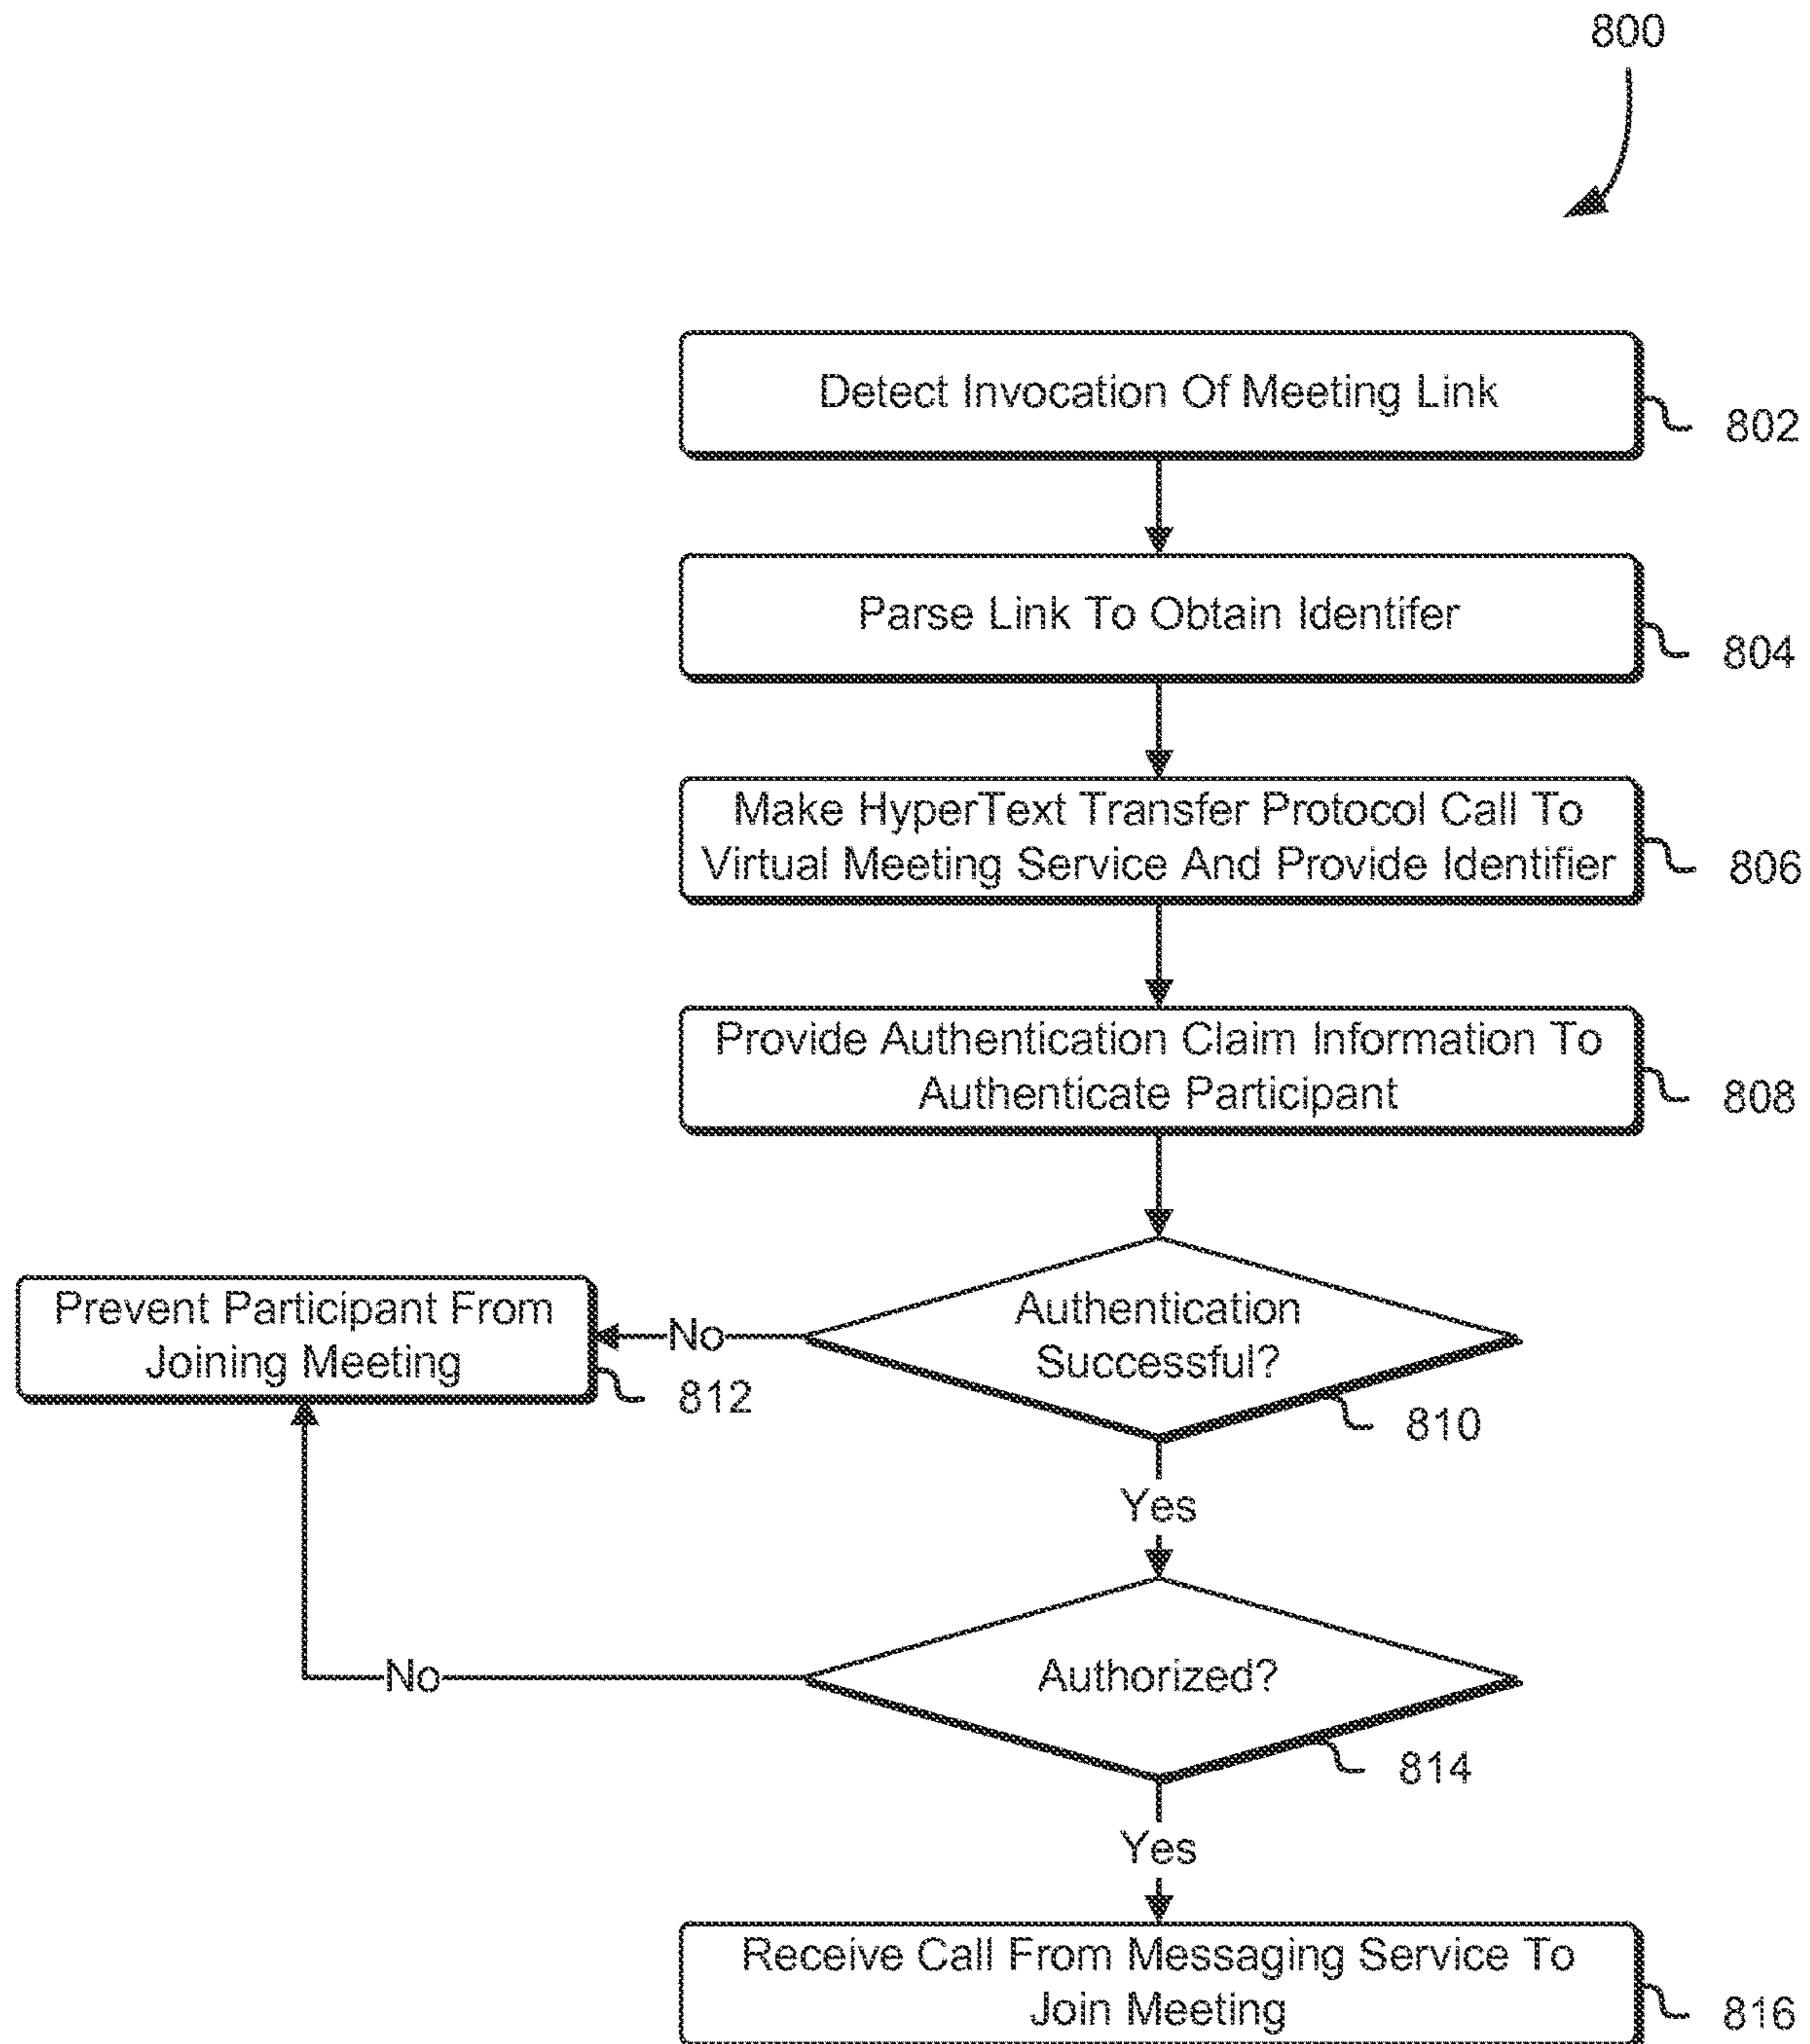 800
Detect Invocation Of Meeting Link
802
Parse Link To Obtain Identifer
804
Make HyperText Transfer Protocol Call To
Virtual Meeting Service And Provide Identifier
806
Provide Authentication Claim Information To
Authenticate Participant
808
Authentication
Successful?
810
No
Prevent Participant From
Joining Meeting
812
Yes
Authorized?
814
No
Yes
Receive Call From Messaging Service To
Join Meeting
816